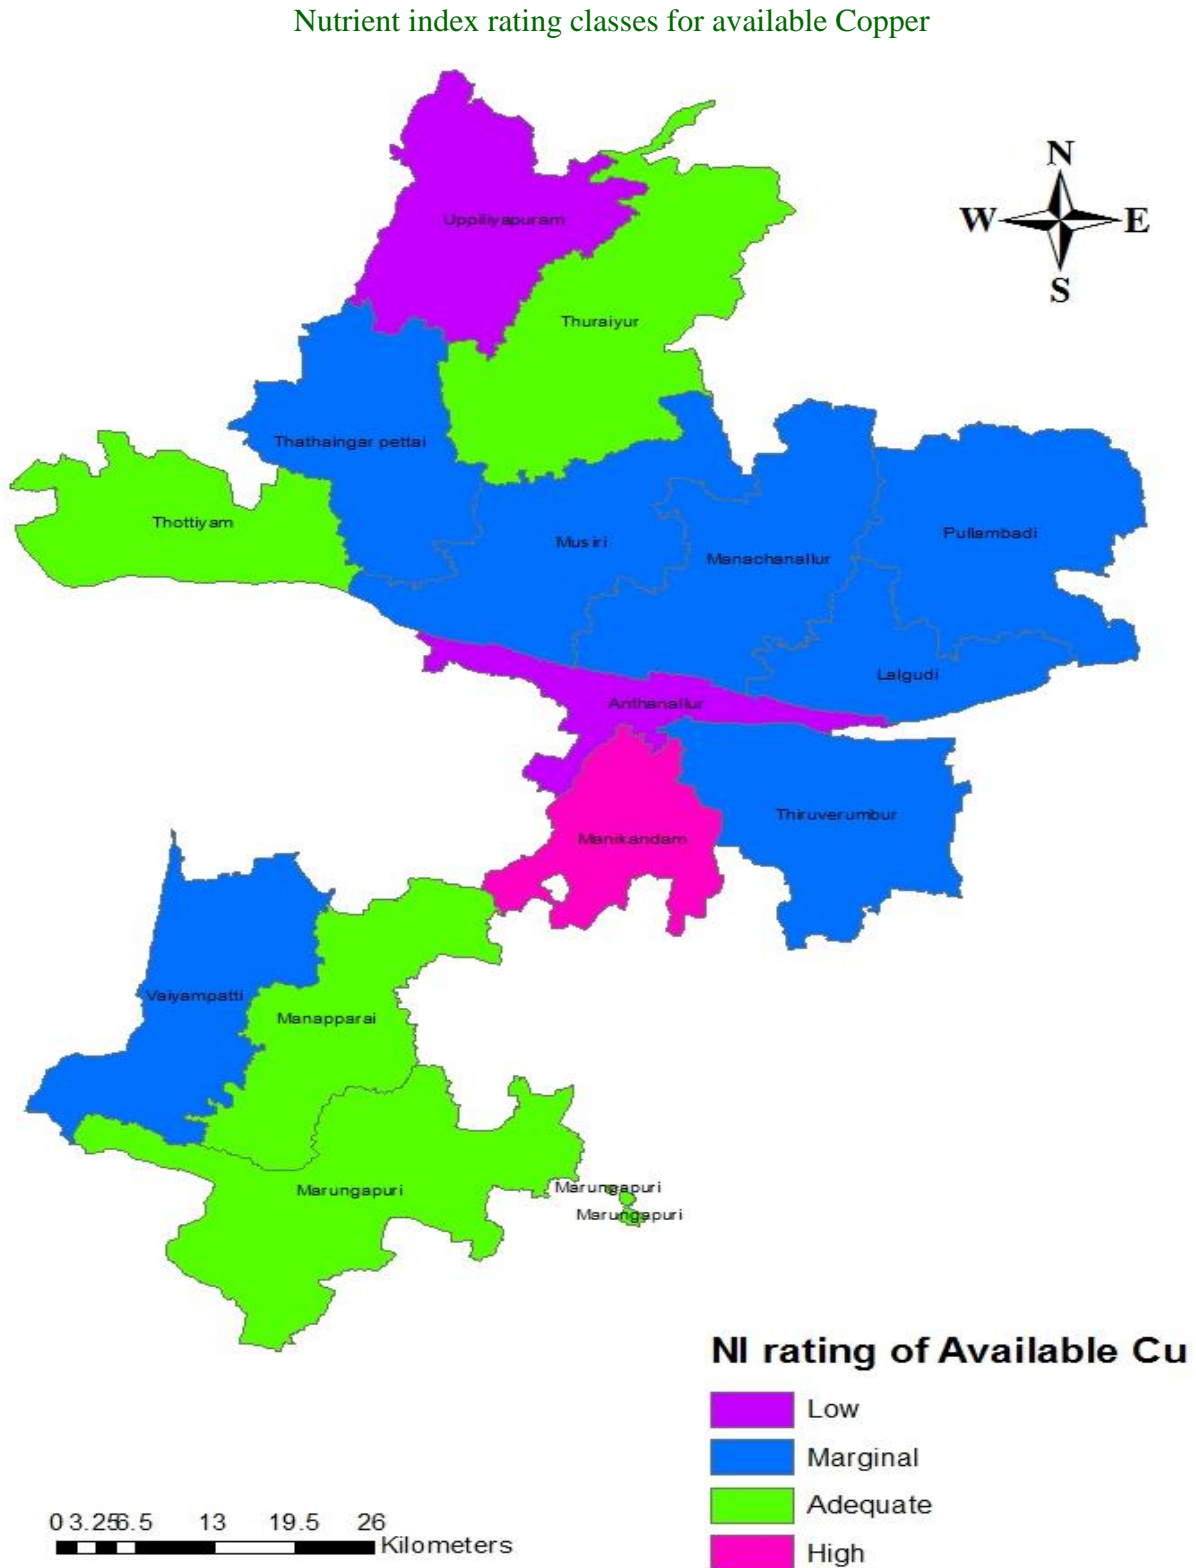 Nutrient index rating classes for available Copper
N
W E
S
Uppiliyapuram
Thuraiyur
Thathaingar pettai
Thottiyam
Musiri
Manachanallur
Pullambadi
Lalgudi
Anthanallur
Thiruverumbur
Manikandam
Vaiyampatti
Manapparai
Marungapuri
Marungapuri
Marungapuri
NI rating of Available Cu
Low
Marginal
Adequate
High
0 3.25 6.5 13 19.5 26
Kilometers